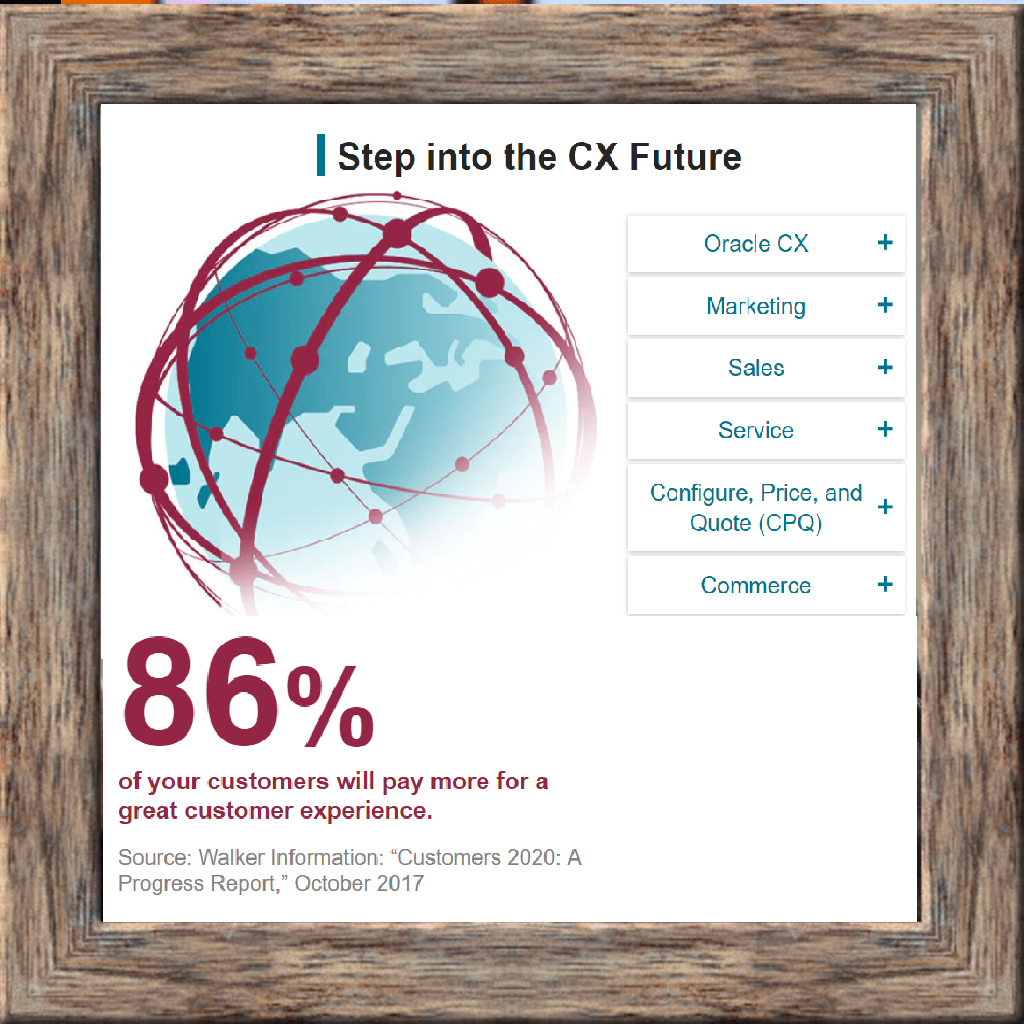 Step into the CX Future
Oracle CX +
Marketing +
Sales +
Service +
Configure, Price, and
Quote (CPQ) +
Commerce +
86%
of your customers will pay more for a
great customer experience.
Source: Walker Information: “Customers 2020: A
Progress Report,” October 2017